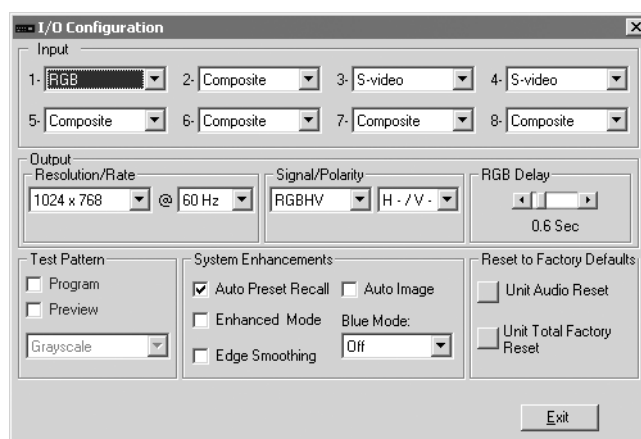 I/O Configuration
Input
1- RGB 2- Composite 3- S-video 4- S-video
5- Composite 6- Composite 7- Composite 8- Composite
Output
Resolution/Rate Signal/Polarity RGB Delay
1024 x 768 @ 60 Hz RGBHV H - / V -
0.6 Sec
Test Pattern System Enhancements Reset to Factory Defaults
Program Auto Preset Recall Auto Image Unit Audio Reset
Preview Enhanced Mode Blue Mode:
Grayscale Edge Smoothing Off Unit Total Factory
Reset
Exit